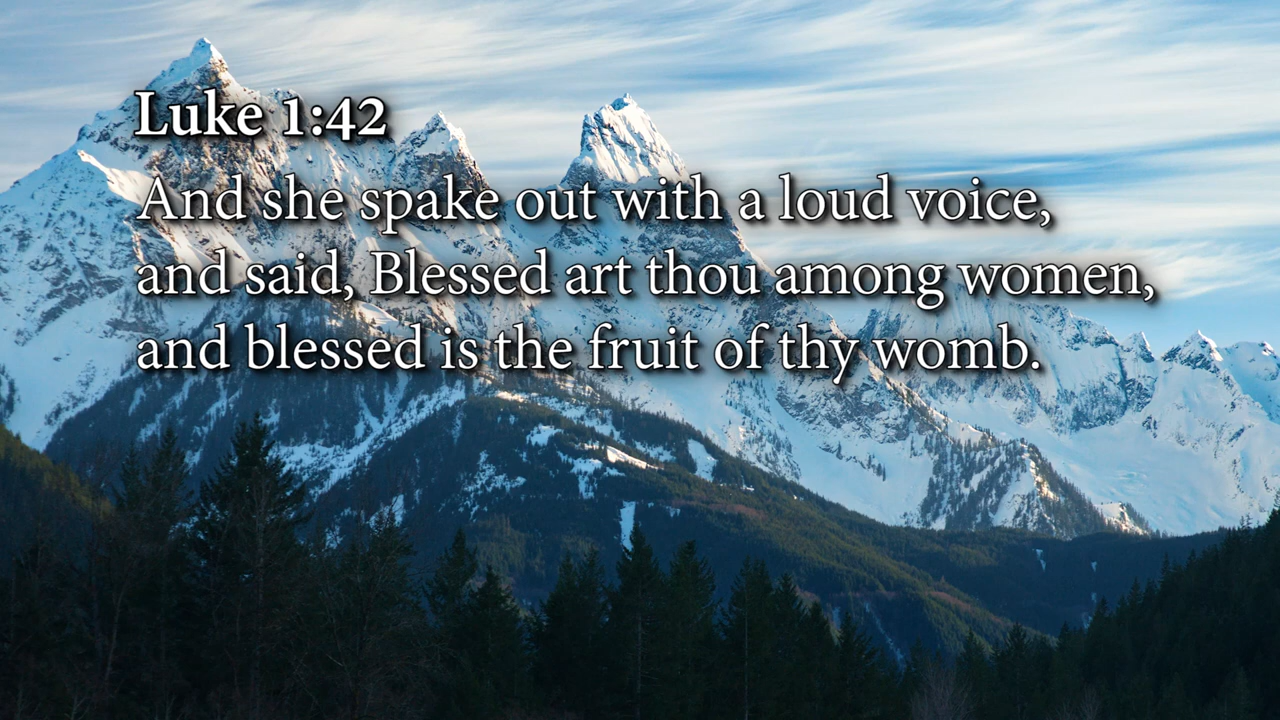 Luke 1:42
And she spake out with a loud voice,
and said, Blessed art thou among women,
and blessed is the fruit of thy womb.